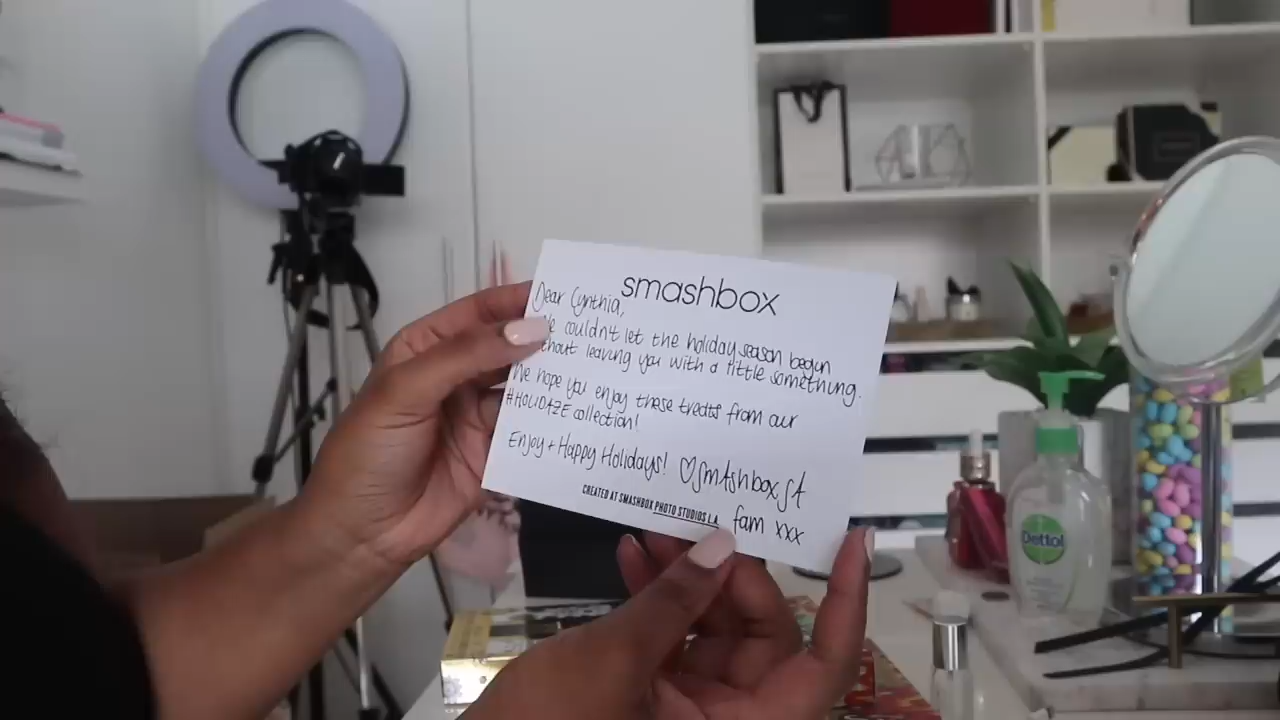 smashbox
Dear Cynthia,
We couldn't let the holiday season begin
without leaving you with a little something.
We hope you enjoy these treats from our
#HOLIDAZE collection!
Enjoy + Happy Holidays! ♡ Smashbox SA
fam xxx
CREATED AT SMASHBOX PHOTO STUDIOS L.A.
Dettol